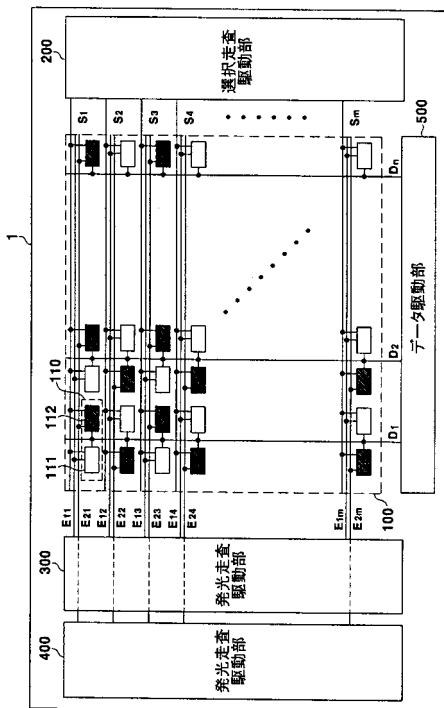 1
200
選択走査
駆動部
S1
S2
S3
S4
Sm
500
データ駆動部
Dn
D2
D1
110
112
111
E11
E21
E12
E22
E13
E23
E14
E24
E1m
E2m
100
300
発光走査
駆動部
400
発光走査
駆動部